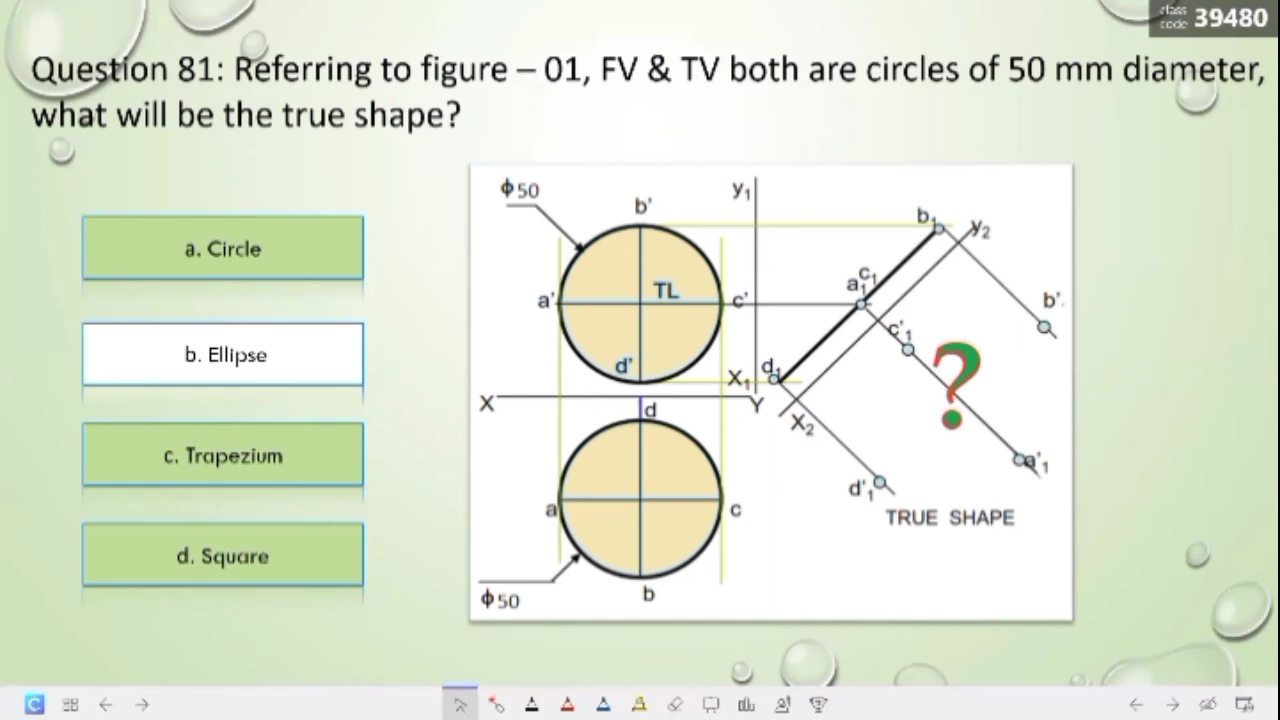 class code 39480
Question 81: Referring to figure – 01, FV & TV both are circles of 50 mm diameter,
what will be the true shape?
a. Circle
b. Ellipse
c. Trapezium
d. Square
ϕ50
b'
a'
TL
c'
d'
X
Y
d
a
c
b
ϕ50
y₁
X₁
b₁
y₂
a₁
c₁
d₁
X₂
b'.
c'₁
?
a'₁
d'₁
TRUE SHAPE